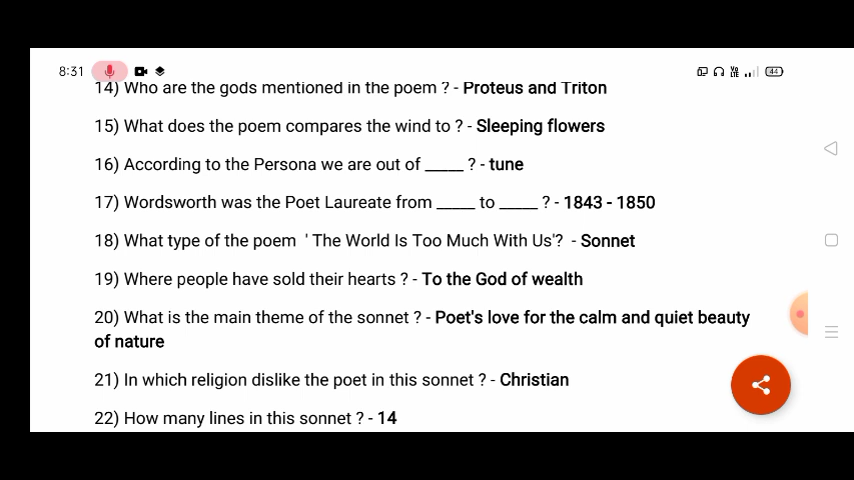 8:31
44
14) Who are the gods mentioned in the poem ? - Proteus and Triton
15) What does the poem compares the wind to ? - Sleeping flowers
16) According to the Persona we are out of _____ ? - tune
17) Wordsworth was the Poet Laureate from _____ to _____ ? - 1843 - 1850
18) What type of the poem ' The World Is Too Much With Us'? - Sonnet
19) Where people have sold their hearts ? - To the God of wealth
20) What is the main theme of the sonnet ? - Poet's love for the calm and quiet beauty
of nature
21) In which religion dislike the poet in this sonnet ? - Christian
22) How many lines in this sonnet ? - 14